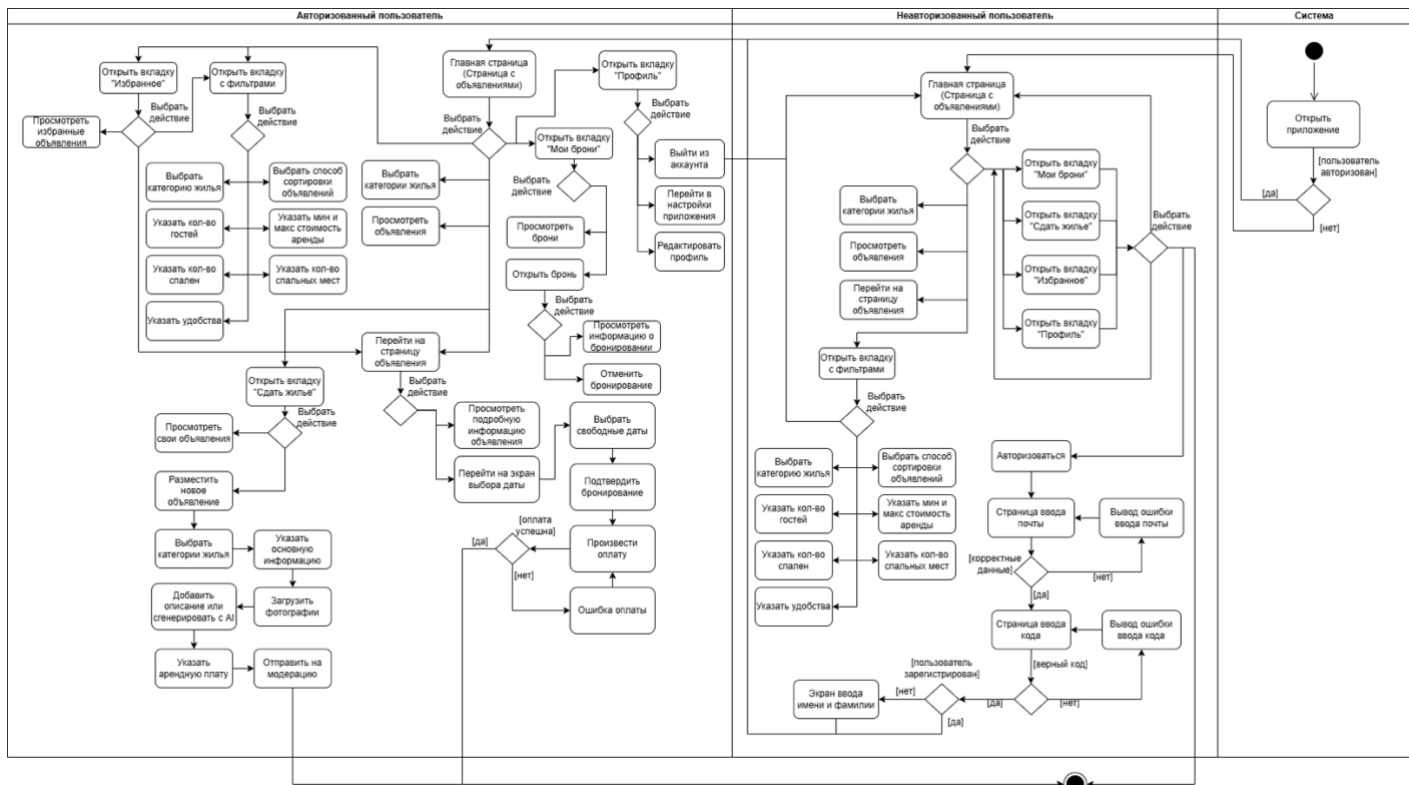 Авторизованный пользователь
Неавторизованный пользователь
Система
Открыть вкладку
"Избранное"
Открыть вкладку
с фильтрами
Главная страница
(Страница с
объявлениями)
Открыть вкладку
"Профиль"
Выбрать
действие
Выбрать
действие
Выбрать
действие
Выбрать
действие
Просмотреть
избранные
объявления
Открыть вкладку
"Мои брони"
Выйти из
аккаунта
Выбрать
категорию жилья
Выбрать способ
сортировки
объявлений
Выбрать
категории жилья
Выбрать
действие
Перейти в
настройки
приложения
Указать кол-во
гостей
Указать мин и
макс стоимость
аренды
Просмотреть
объявления
Просмотреть
брони
Редактировать
профиль
Указать кол-во
спален
Указать кол-во
спальных мест
Открыть бронь
Указать удобства
Выбрать
действие
Перейти на
страницу
объявления
Просмотреть
информацию о
бронировании
Отменить
бронирование
Открыть вкладку
"Сдать жилье"
Выбрать
действие
Выбрать
действие
Просмотреть
свои объявления
Просмотреть
подробную
информацию
объявления
Выбрать
свободные даты
Разместить
новое
объявление
Перейти на экран
выбора даты
Подтвердить
бронирование
Выбрать
категории жилья
Указать
основную
информацию
[оплата
успешна]
[да]
[нет]
Произвести
оплату
Добавить
описание или
сгенерировать с AI
Загрузить
фотографии
Ошибка оплаты
Указать
арендную плату
Отправить на
модерацию
Главная страница
(Страница с
объявлениями)
Выбрать
действие
Открыть вкладку
"Мои брони"
Выбрать
категории жилья
Открыть вкладку
"Сдать жилье"
Выбрать
действие
Просмотреть
объявления
Открыть вкладку
"Избранное"
Перейти на
страницу
объявления
Открыть вкладку
"Профиль"
Открыть вкладку
с фильтрами
Выбрать
действие
Выбрать
категорию жилья
Выбрать способ
сортировки
объявлений
Указать кол-во
гостей
Указать мин и
макс стоимость
аренды
Указать кол-во
спален
Указать кол-во
спальных мест
Указать удобства
Авторизоваться
Страница ввода
почты
Вывод ошибки
ввода почты
[корректные
данные]
[нет]
[да]
Страница ввода
кода
Вывод ошибки
ввода кода
[верный код]
[пользователь
зарегистрирован]
Экран ввода
имени и фамилии
[нет]
[да]
[нет]
[да]
Открыть
приложение
[пользователь
авторизован]
[да]
[нет]